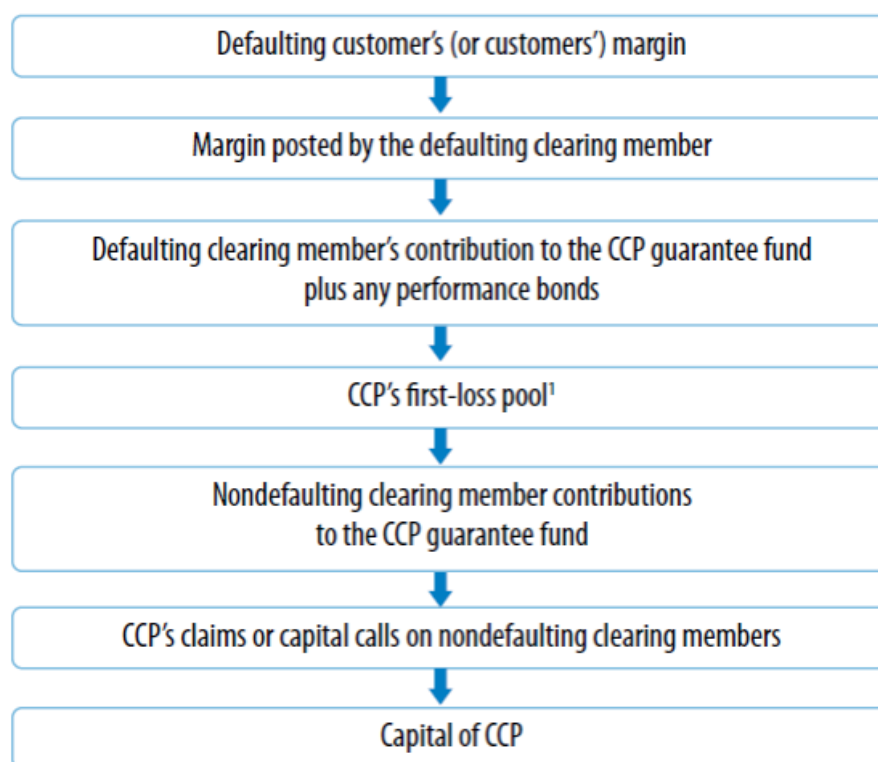 Defaulting customer's (or customers') margin
Margin posted by the defaulting clearing member
Defaulting clearing member's contribution to the CCP guarantee fund
plus any performance bonds
CCP's first-loss pool¹
Nondefaulting clearing member contributions
to the CCP guarantee fund
CCP's claims or capital calls on nondefaulting clearing members
Capital of CCP